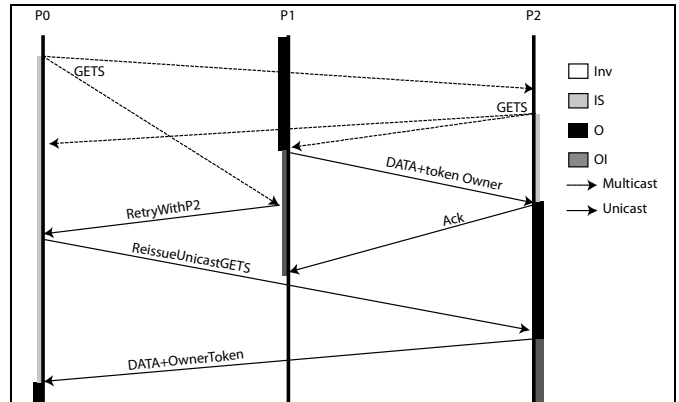 P0
P1
P2
GETS
GETS
DATA+token Owner
RetryWithP2
Ack
ReissueUnicastGETS
DATA+OwnerToken
Inv
IS
O
OI
Multicast
Unicast